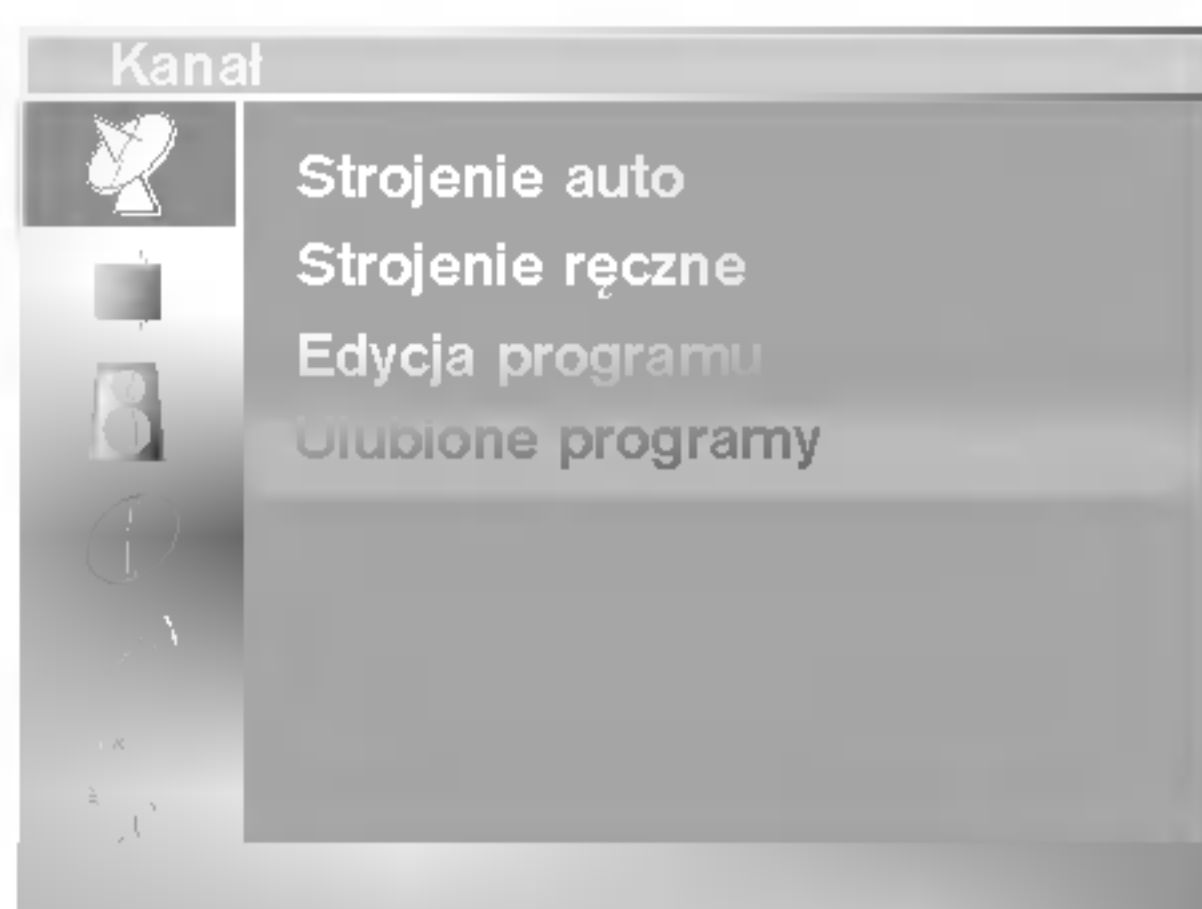 Kanał
Strojenie auto
Strojenie ręczne
Edycja programu
Ulubione programy